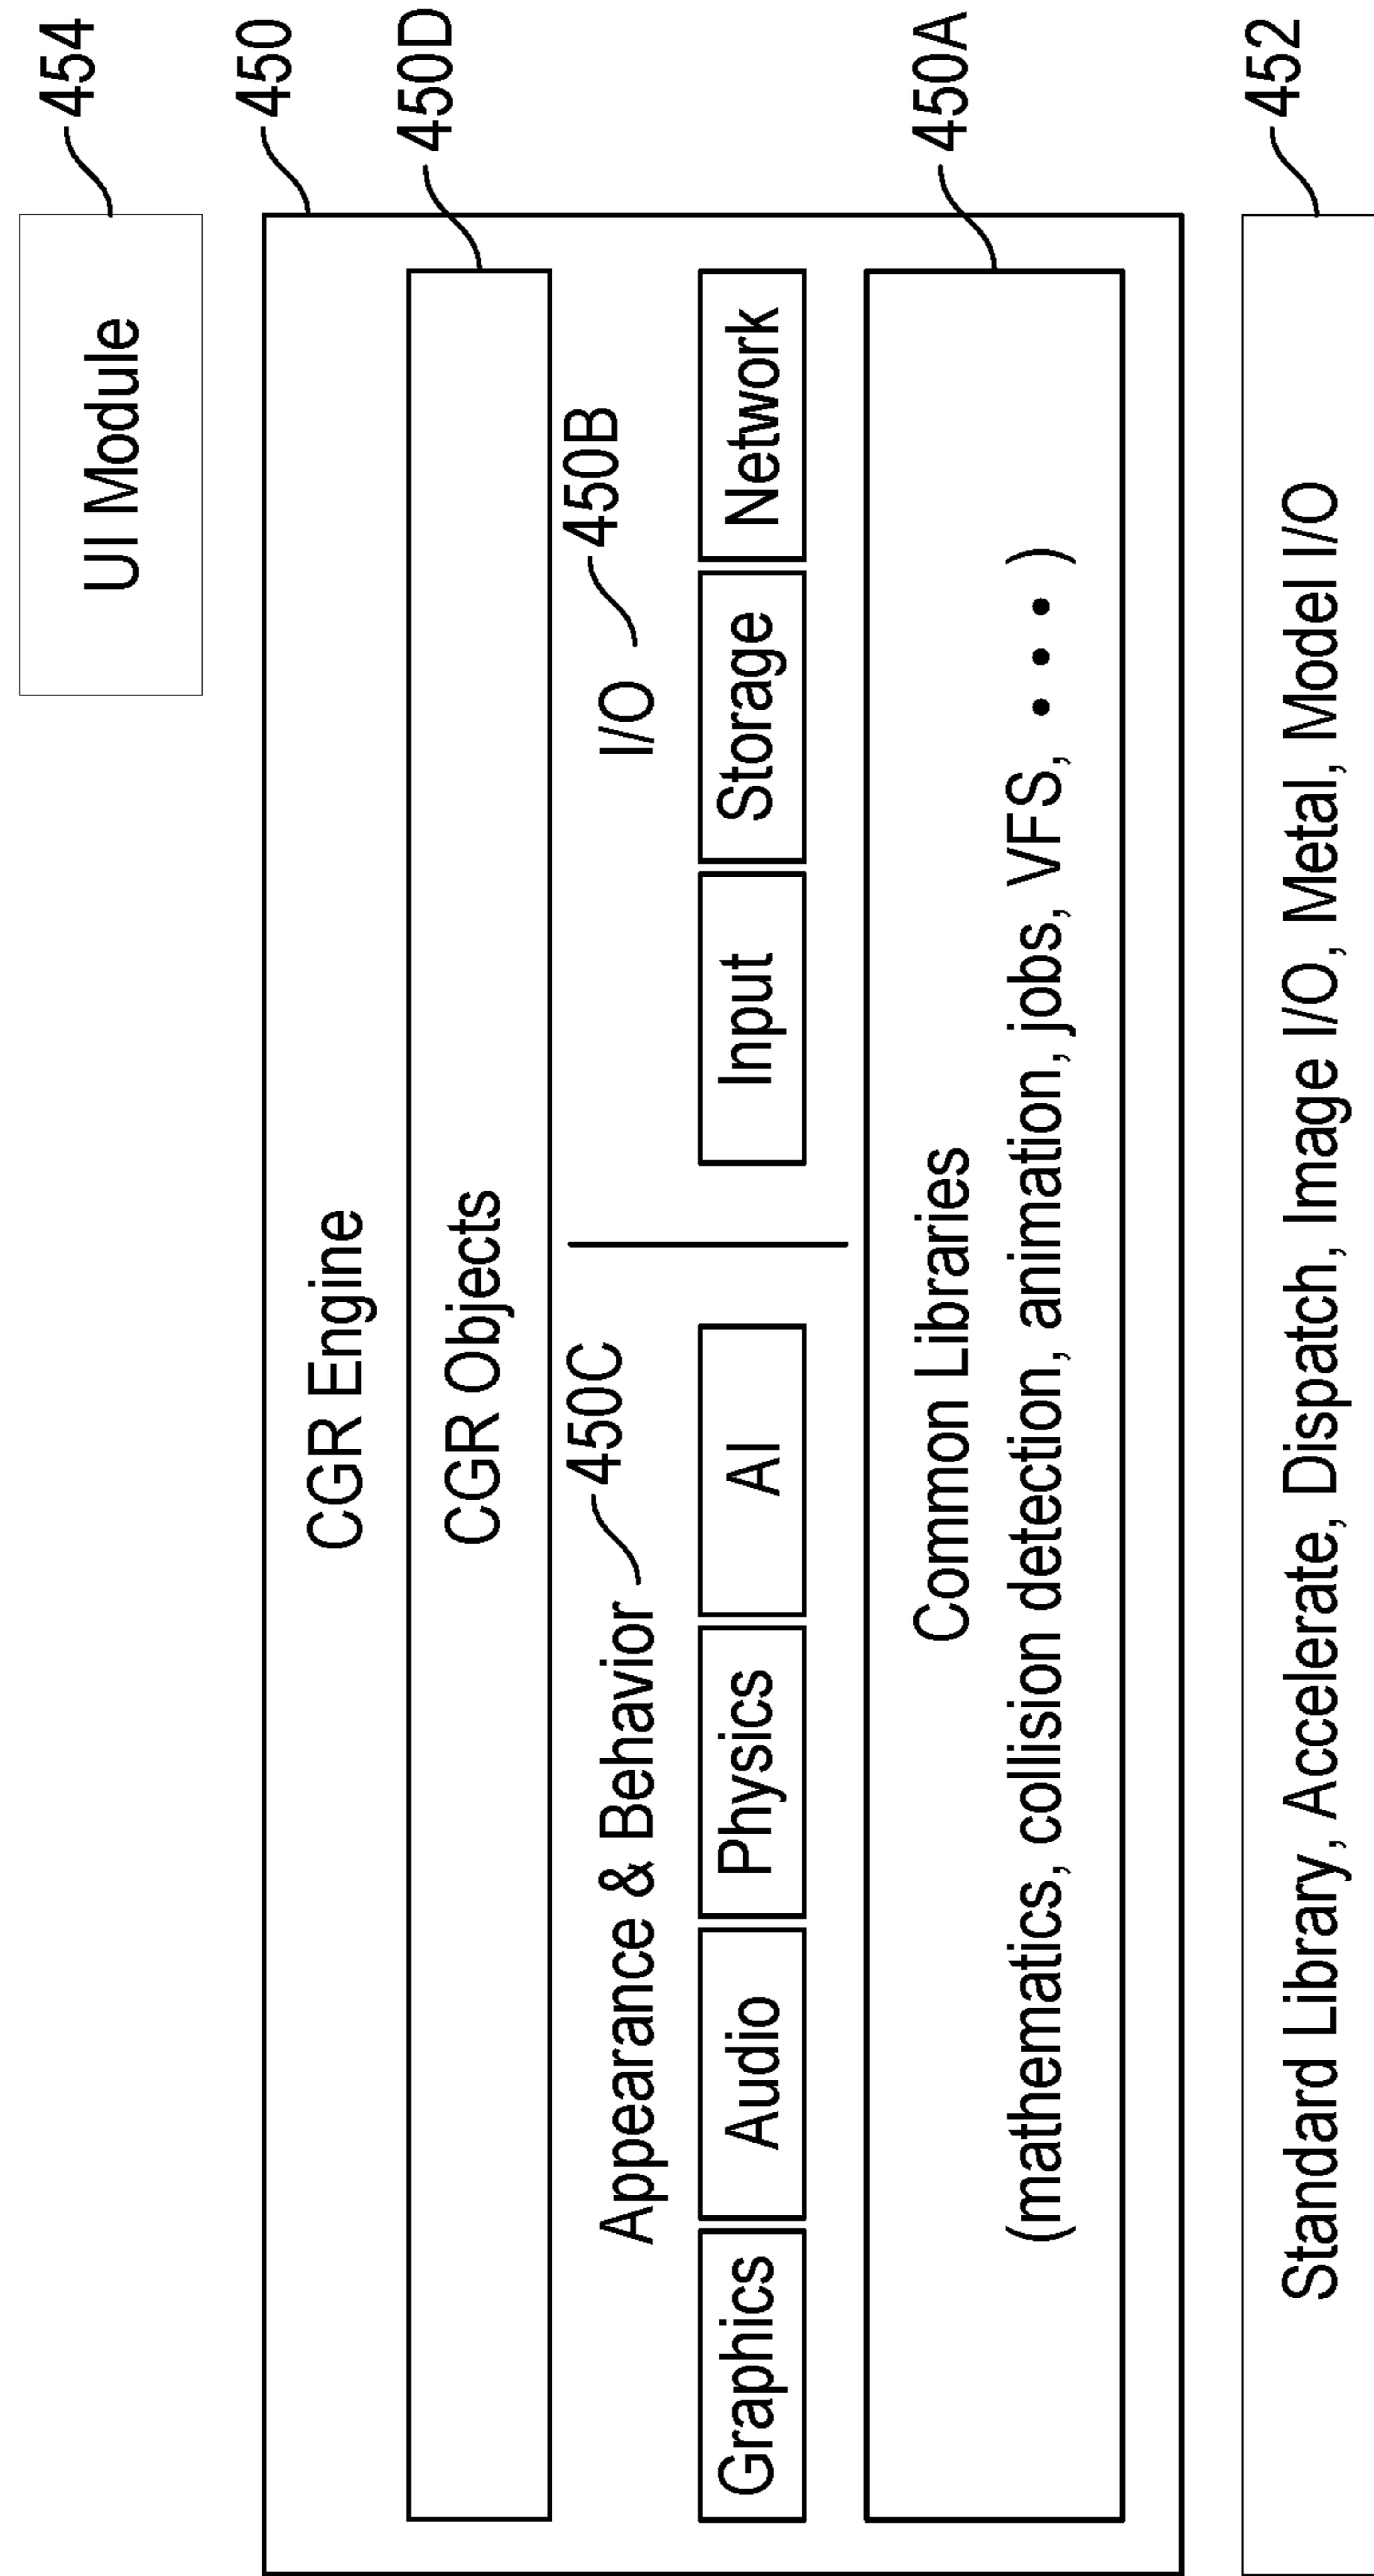 UI Module
454
CGR Engine
450
CGR Objects
450D
Appearance & Behavior 450C
I/O 450B
Graphics Audio Physics AI Input Storage Network
Common Libraries
450A
(mathematics, collision detection, animation, jobs, VFS, • • • )
Standard Library, Accelerate, Dispatch, Image I/O, Metal, Model I/O
452